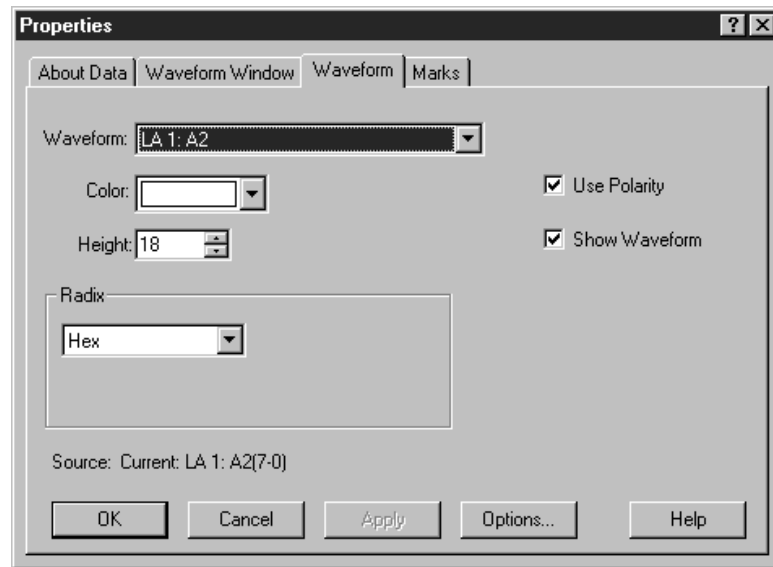 Properties
About Data Waveform Window Waveform Marks
Waveform: LA 1: A2
Color: Use Polarity
Height: 18 Show Waveform
Radix
Hex
Source: Current: LA 1: A2(7-0)
OK Cancel Apply Options... Help